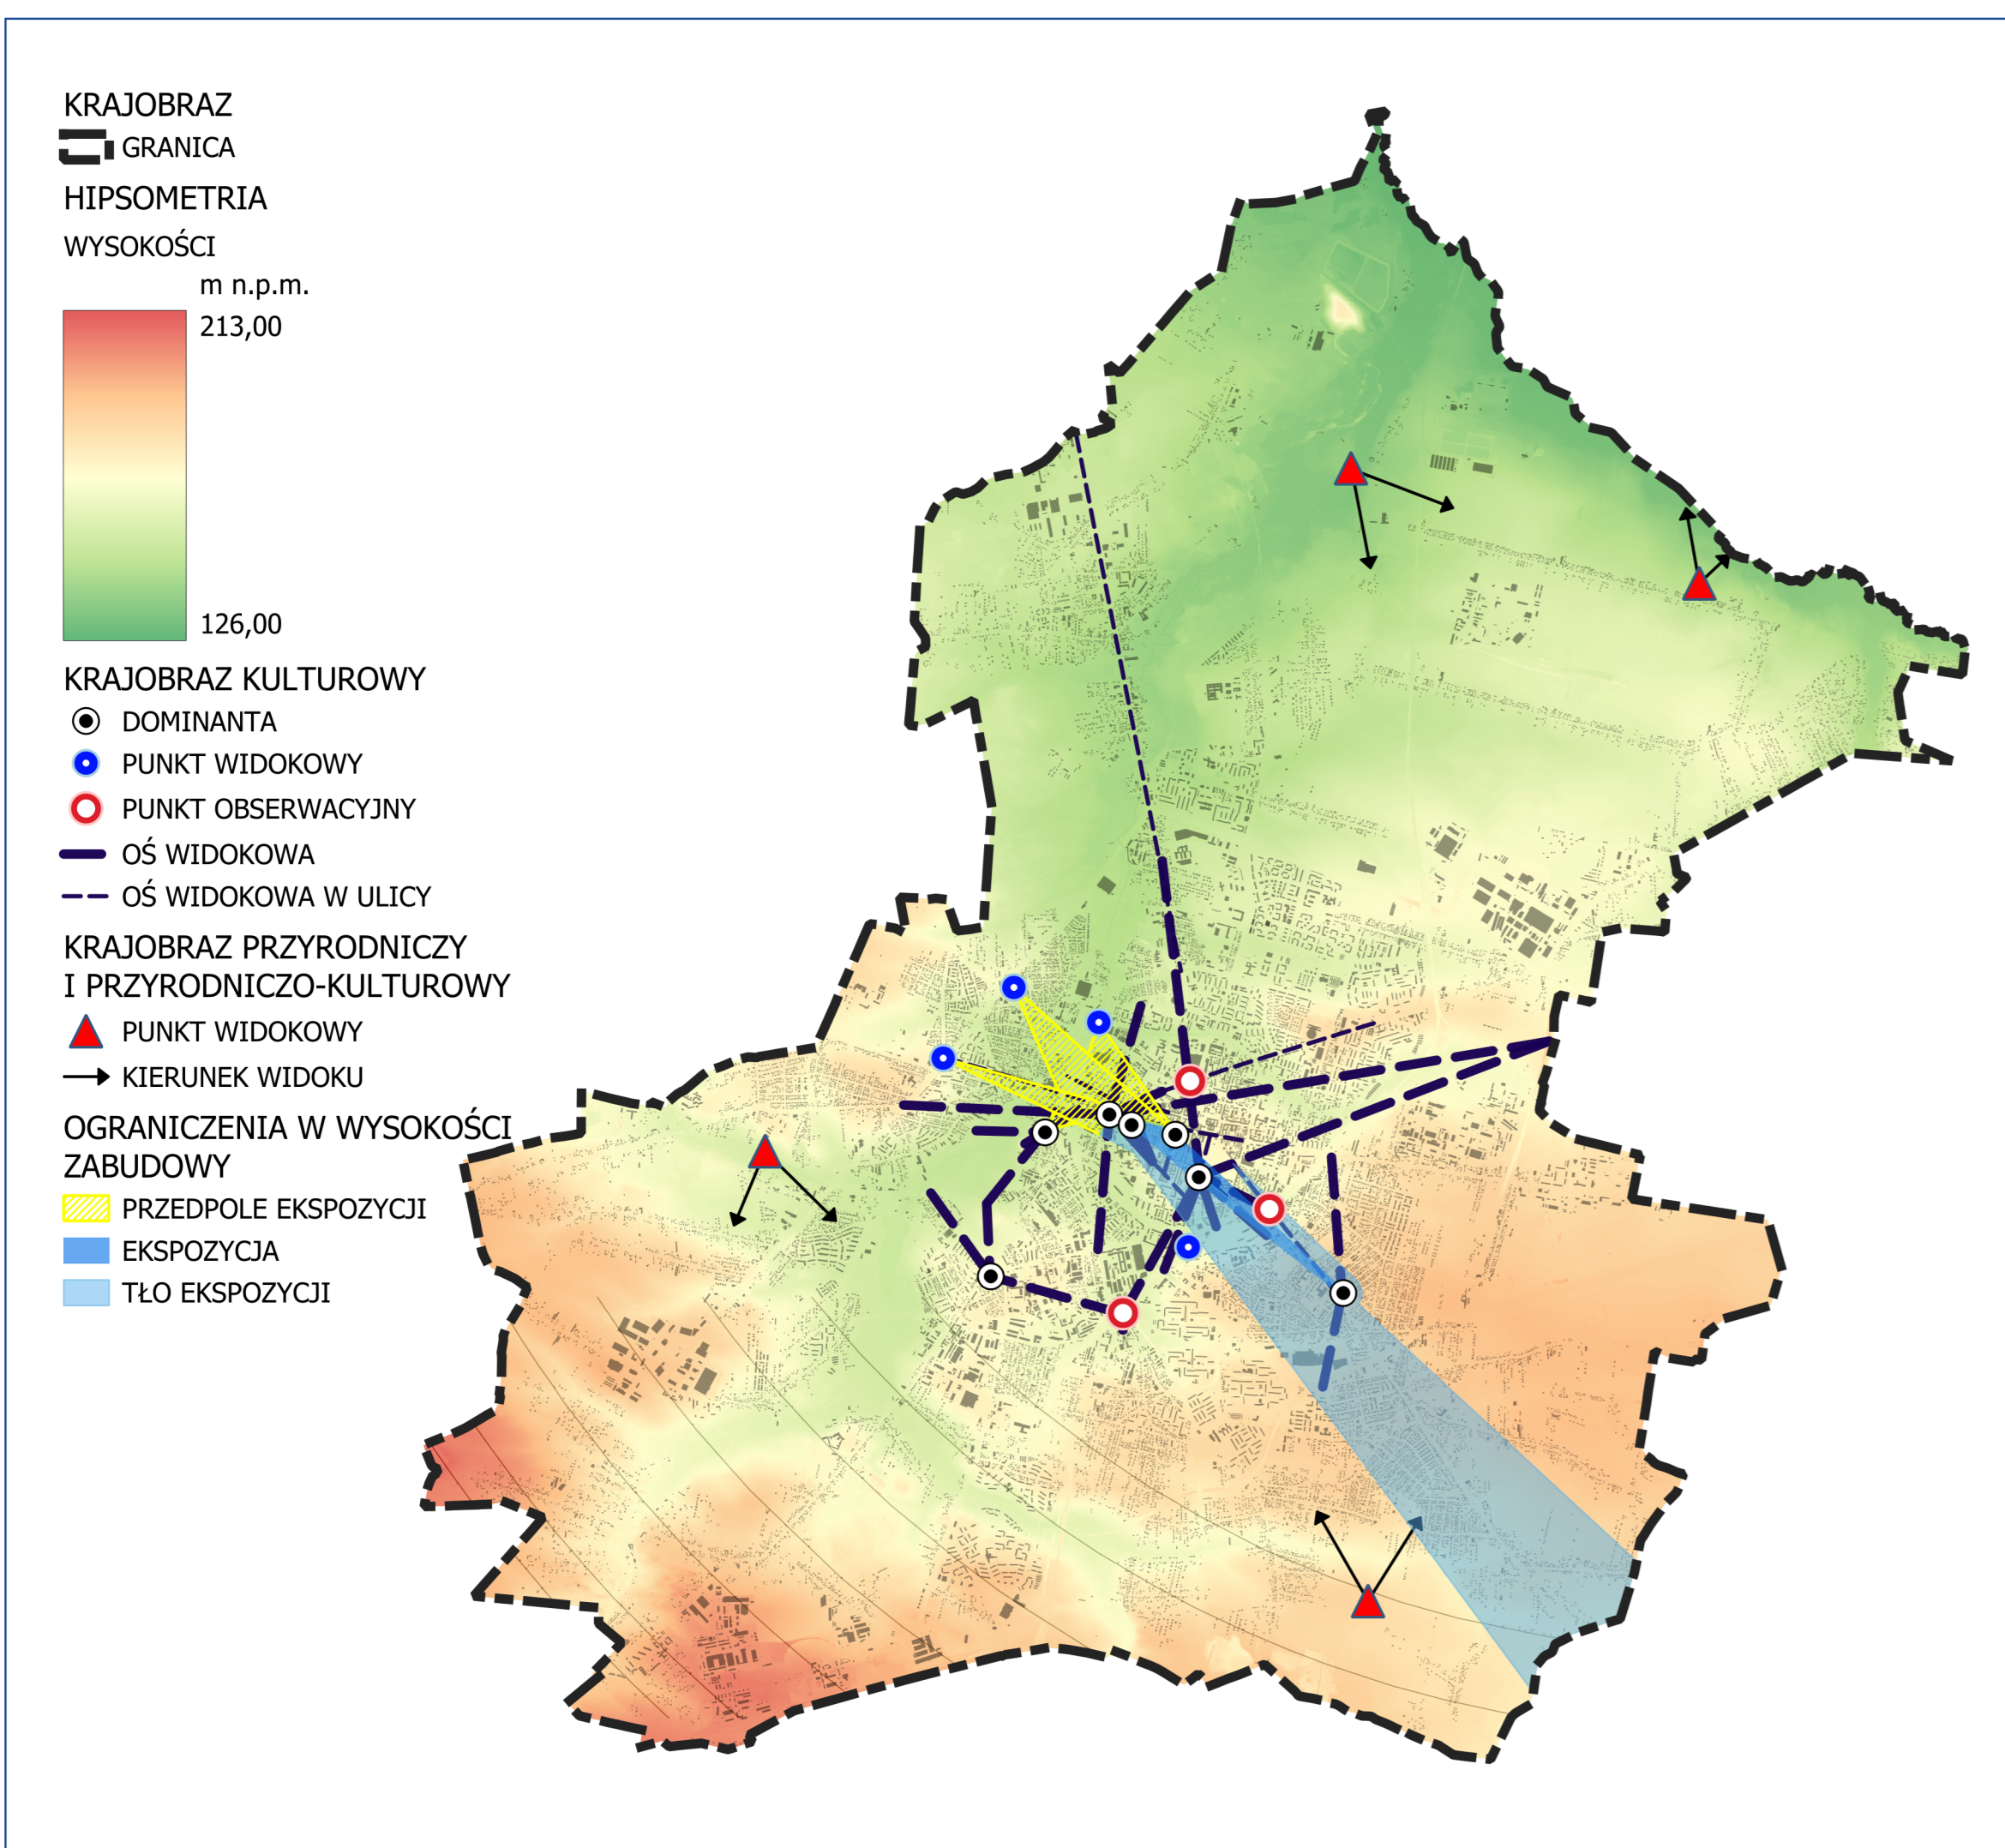 KRAJOBRAZ
GRANICA
HIPSOMETRIA
WYSOKOŚCI
m n.p.m.
213,00
126,00
KRAJOBRAZ KULTUROWY
DOMINANTA
PUNKT WIDOKOWY
PUNKT OBSERWACYJNY
OŚ WIDOKOWA
OŚ WIDOKOWA W ULICY
KRAJOBRAZ PRZYRODNICZY
I PRZYRODNICZO-KULTUROWY
PUNKT WIDOKOWY
KIERUNEK WIDOKU
OGRANICZENIA W WYSOKOŚCI
ZABUDOWY
PRZEDPOLE EKSPOZYCJI
EKSPOZYCJA
TŁO EKSPOZYCJI